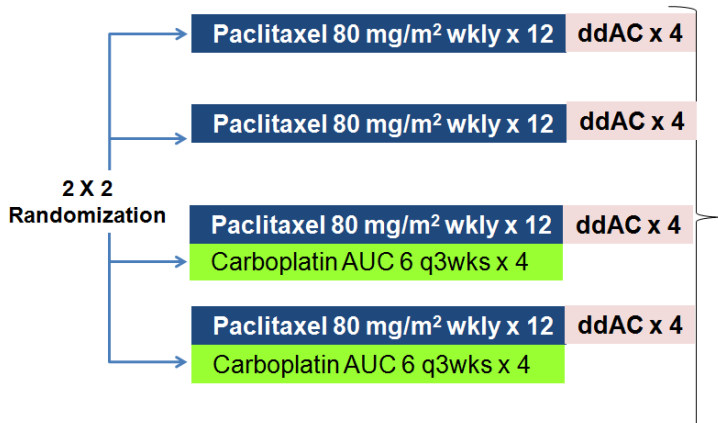 Paclitaxel 80 mg/m² wkly x 12 ddAC x 4
Paclitaxel 80 mg/m² wkly x 12 ddAC x 4
2 X 2
Randomization
Paclitaxel 80 mg/m² wkly x 12 ddAC x 4
Carboplatin AUC 6 q3wks x 4
Paclitaxel 80 mg/m² wkly x 12 ddAC x 4
Carboplatin AUC 6 q3wks x 4